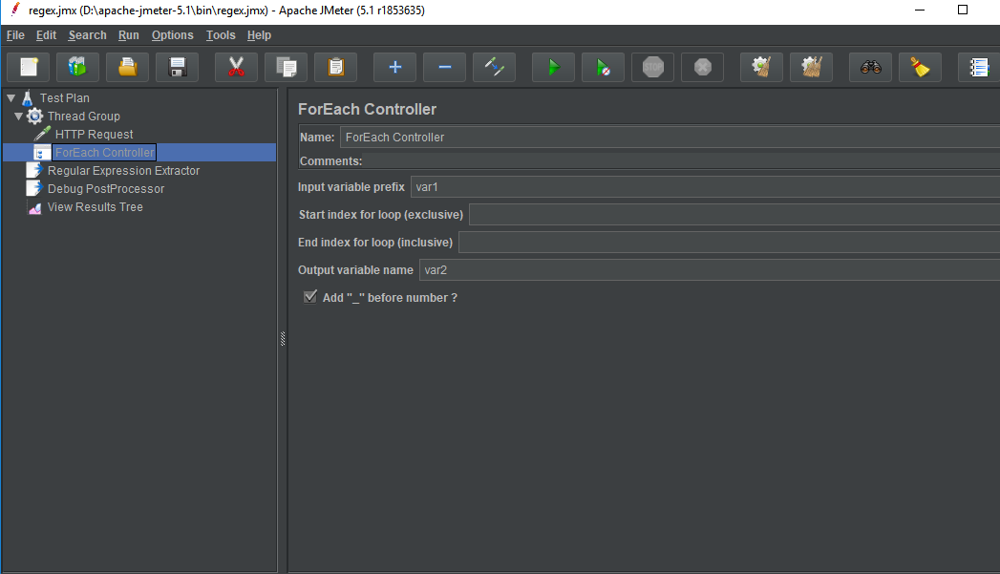 regex.jmx (D:\apache-jmeter-5.1\bin\regex.jmx) - Apache JMeter (5.1 r1853635)
File Edit Search Run Options Tools Help
STOP
Test Plan
Thread Group
HTTP Request
ForEach Controller
Regular Expression Extractor
Debug PostProcessor
View Results Tree
ForEach Controller
Name: ForEach Controller
Comments:
Input variable prefix var1
Start index for loop (exclusive)
End index for loop (inclusive)
Output variable name var2
Add "_" before number ?